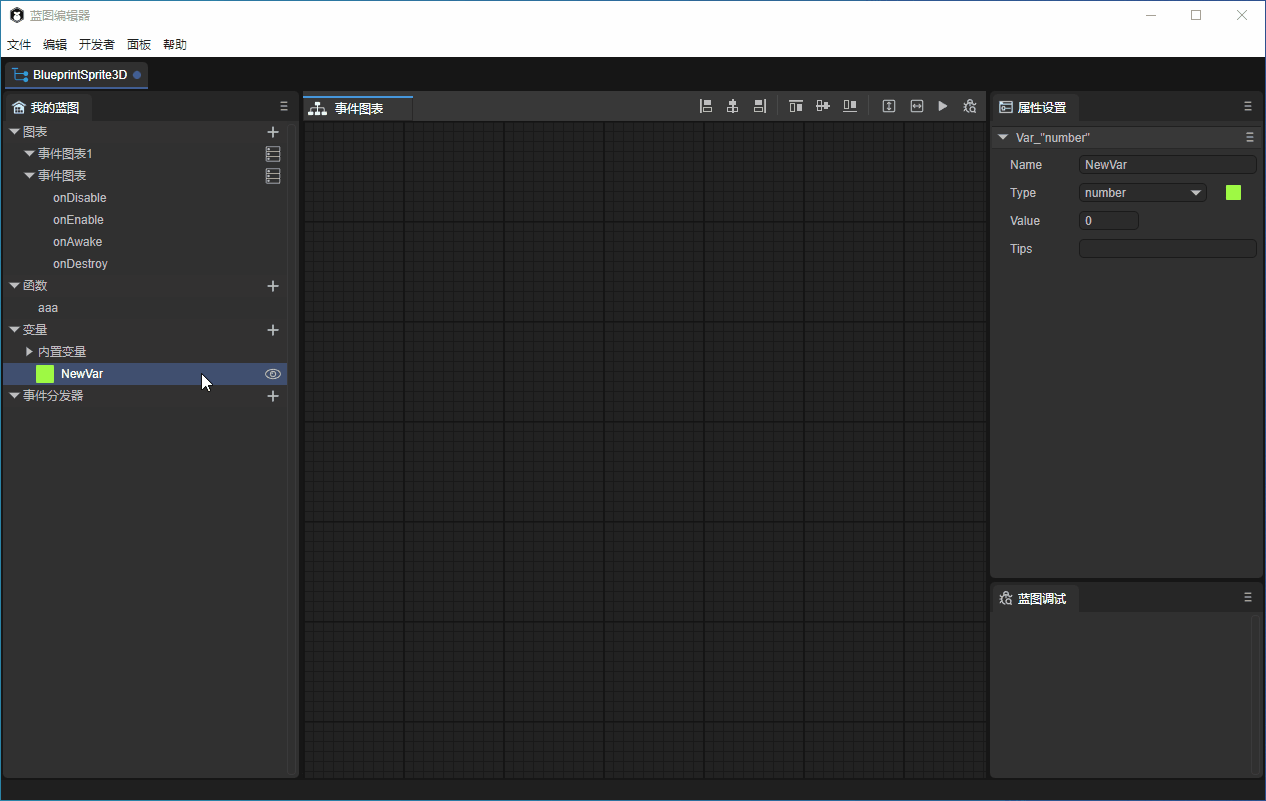 蓝图编辑器
文件 编辑 开发者 面板 帮助
BlueprintSprite3D
我的蓝图
图表
事件图表1
事件图表
onDisable
onEnable
onAwake
onDestroy
函数
aaa
变量
内置变量
NewVar
事件分发器
事件图表
属性设置
Var_"number"
Name NewVar
Type number
Value 0
Tips
蓝图调试